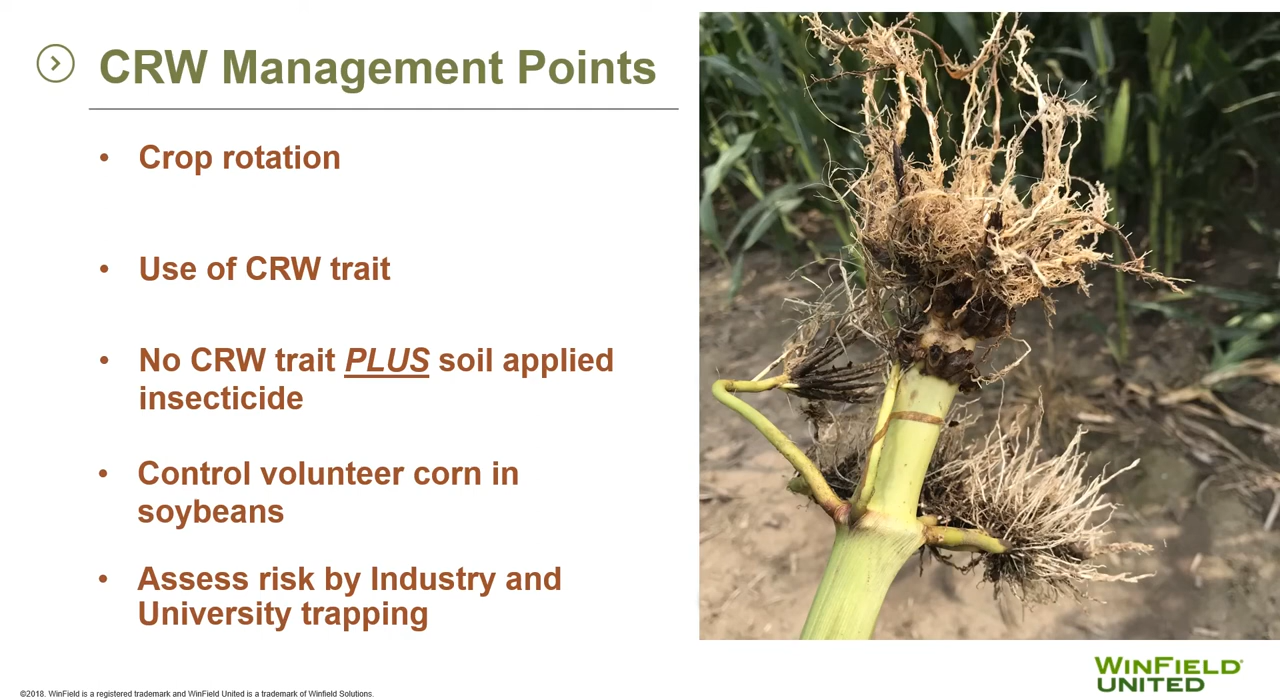 CRW Management Points
• Crop rotation
• Use of CRW trait
• No CRW trait PLUS soil applied
insecticide
• Control volunteer corn in
soybeans
• Assess risk by Industry and
University trapping
WINFIELD®
UNITED
©2018. WinField is a registered trademark and WinField United is a trademark of Winfield Solutions.